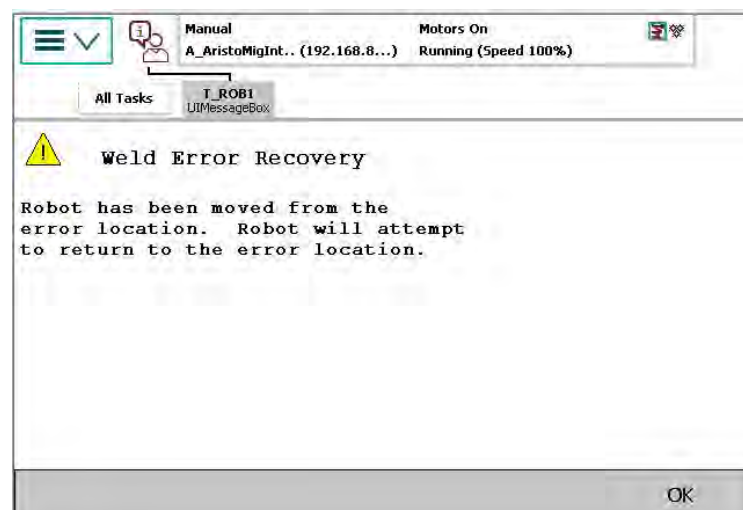 Manual
Motors On
A_AristoMigInt.. (192.168.8...)
Running (Speed 100%)
All Tasks
T_ROB1
UIMessageBox
Weld Error Recovery
Robot has been moved from the
error location.  Robot will attempt
to return to the error location.
OK